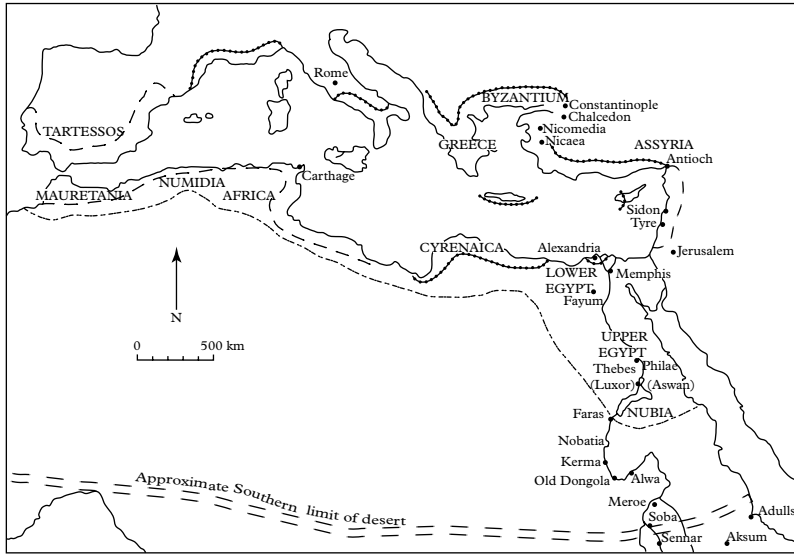 Rome
BYZANTIUM
Constantinople
Chalcedon
Nicomedia
Nicaea
TARTESSOS
GREECE
ASSYRIA
Antioch
Carthage
NUMIDIA
MAURETANIA
AFRICA
Sidon
Tyre
CYRENAICA
Alexandria
Jerusalem
LOWER
EGYPT
Memphis
Fayum
N
0 500 km
UPPER
EGYPT
Thebes
(Luxor)
Philae
(Aswan)
Faras
NUBIA
Nobatia
Kerma
Old Dongola
Alwa
Approximate Southern limit of desert
Meroe
Soba
Adulls
Sennar
Aksum